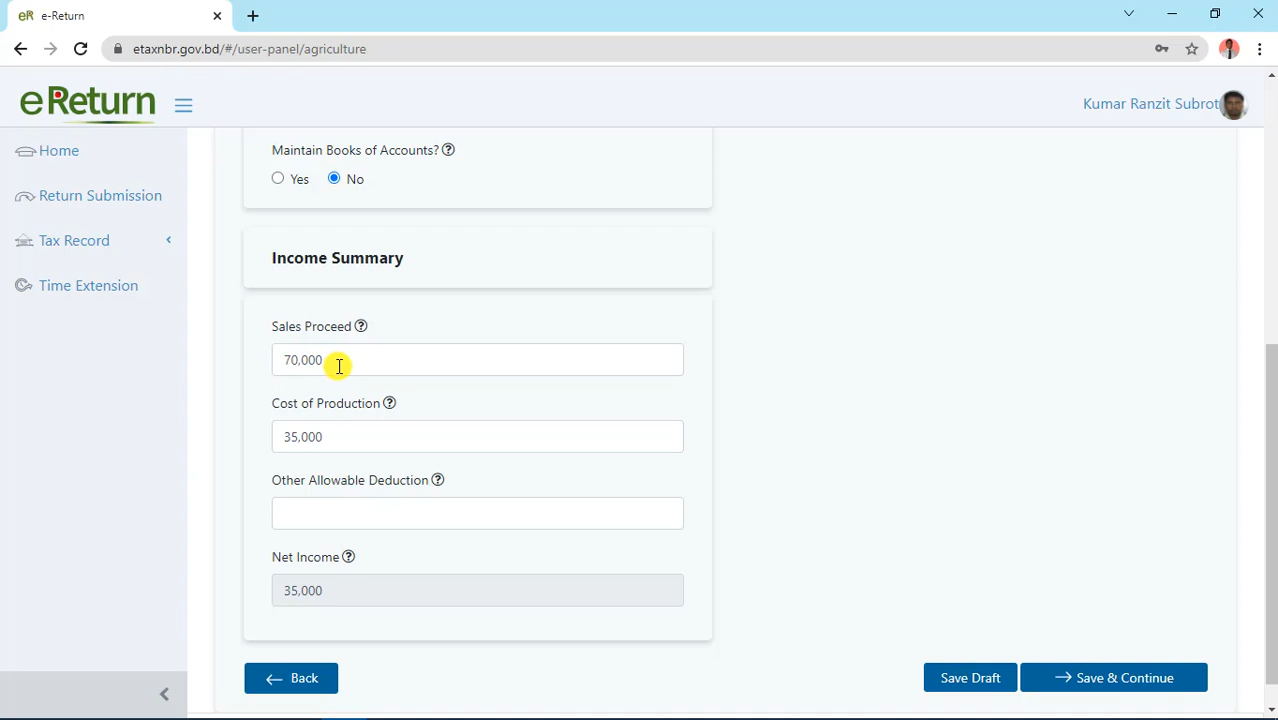 eR e-Return
etaxnbr.gov.bd/#/user-panel/agriculture
eReturn
Kumar Ranzit Subrot
Home
Return Submission
Tax Record
Time Extension
Maintain Books of Accounts?
Yes No
Income Summary
Sales Proceed
70,000
Cost of Production
35,000
Other Allowable Deduction
Net Income
35,000
Back
Save Draft
Save & Continue